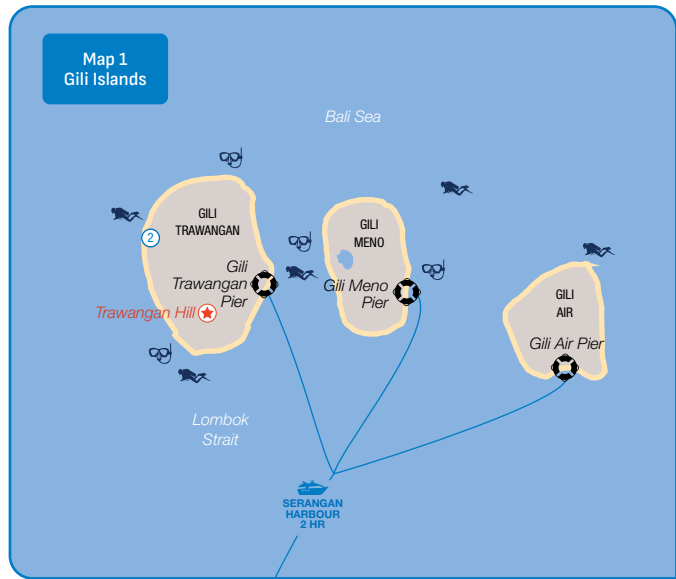 Map 1
Gili Islands
Bali Sea
GILI
TRAWANGAN
2
Gili
Trawangan
Pier
Trawangan Hill
GILI
MENO
Gili Meno
Pier
GILI
AIR
Gili Air Pier
Lombok
Strait
SERANGAN
HARBOUR
2 HR